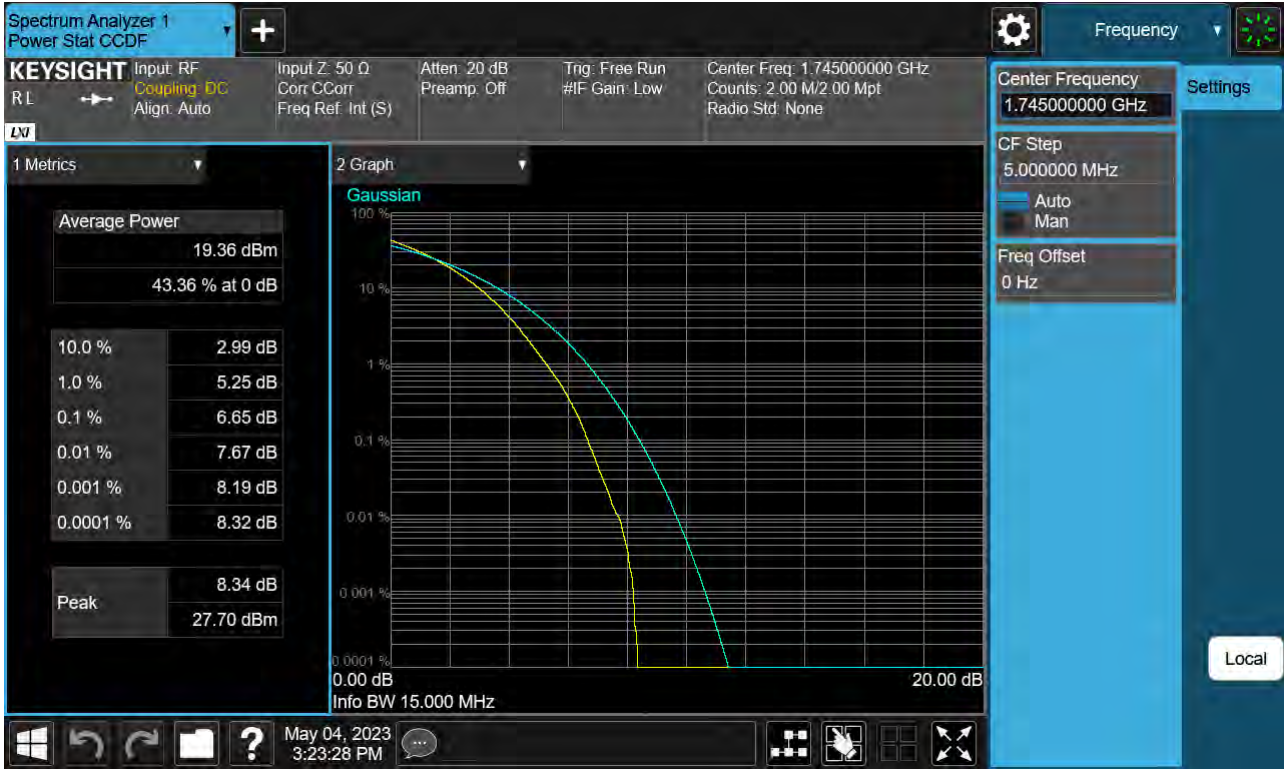 Spectrum Analyzer 1
Power Stat CCDF
+
Frequency
KEYSIGHT
R L
LXI
Input: RF
Coupling: DC
Align: Auto
Input Z: 50 Ω
Corr CCorr
Freq Ref: Int (S)
Atten: 20 dB
Preamp: Off
Trig: Free Run
#IF Gain: Low
Center Freq: 1.745000000 GHz
Counts: 2.00 M/2.00 Mpt
Radio Std: None
1 Metrics
Average Power
19.36 dBm
43.36 % at 0 dB
10.0 % 2.99 dB
1.0 % 5.25 dB
0.1 % 6.65 dB
0.01 % 7.67 dB
0.001 % 8.19 dB
0.0001 % 8.32 dB
Peak
8.34 dB
27.70 dBm
2 Graph
Gaussian
100 %
10 %
1 %
0.1 %
0.01 %
0.001 %
0.0001 %
0.00 dB 20.00 dB
Info BW 15.000 MHz
Center Frequency
1.745000000 GHz
CF Step
5.000000 MHz
Auto
Man
Freq Offset
0 Hz
Settings
Local
?
May 04, 2023
3:23:28 PM